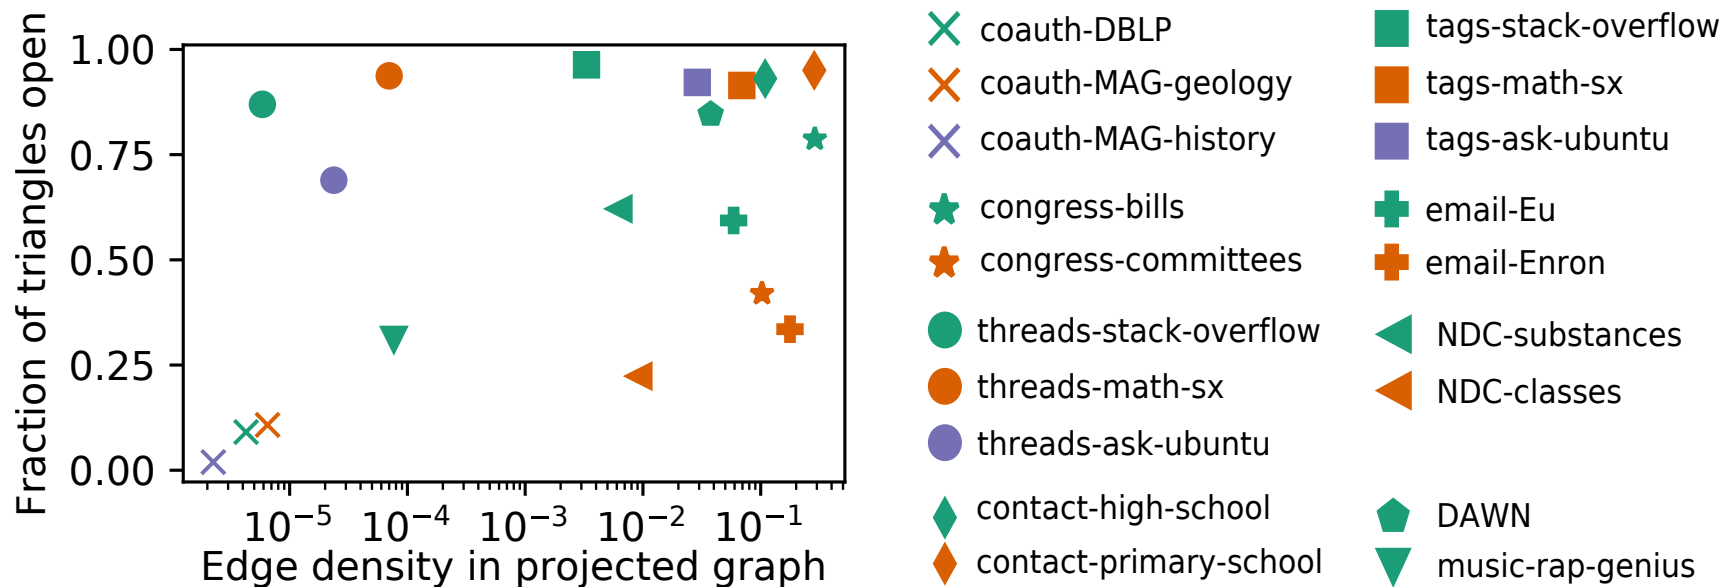 Fraction of triangles open
1.00
0.75
0.50
0.25
0.00
10⁻⁵ 10⁻⁴ 10⁻³ 10⁻² 10⁻¹
Edge density in projected graph
coauth-DBLP
coauth-MAG-geology
coauth-MAG-history
congress-bills
congress-committees
threads-stack-overflow
threads-math-sx
threads-ask-ubuntu
contact-high-school
contact-primary-school
tags-stack-overflow
tags-math-sx
tags-ask-ubuntu
email-Eu
email-Enron
NDC-substances
NDC-classes
DAWN
music-rap-genius